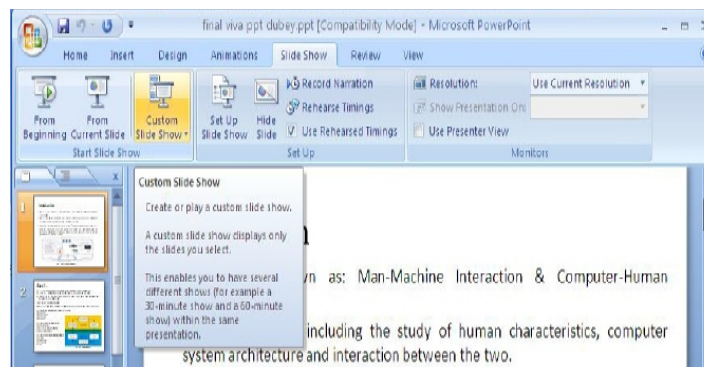 final viva ppt dubey.ppt [Compatibility Mode] - Microsoft PowerPoint
Home Insert Design Animations Slide Show Review View
From Beginning
From Current Slide
Custom Slide Show
Start Slide Show
Set Up Slide Show
Hide Slide
Record Narration
Rehearse Timings
Use Rehearsed Timings
Set Up
Resolution: Use Current Resolution
Show Presentation On:
Use Presenter View
Monitors
Custom Slide Show
Create or play a custom slide show.
A custom slide show displays only
the slides you select.
This enables you to have several
different shows (for example a
30-minute show and a 60-minute
show) within the same
presentation.
1
2
as: Man-Machine Interaction & Computer-Human
including the study of human characteristics, computer
system architecture and interaction between the two.